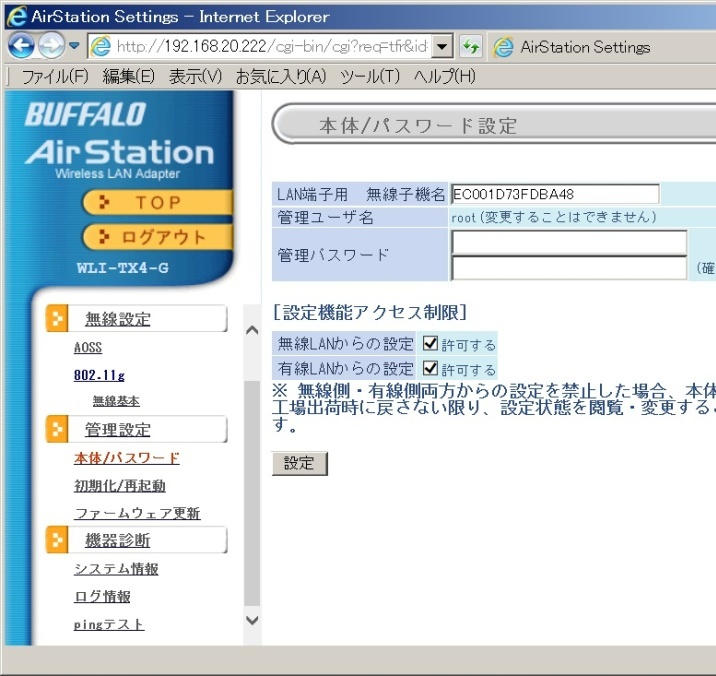 AirStation Settings - Internet Explorer
http://192.168.20.222/cgi-bin/cgi?req=tfr&id
AirStation Settings
ファイル(F) 編集(E) 表示(V) お気に入り(A) ツール(T) ヘルプ(H)
BUFFALO
AirStation
Wireless LAN Adapter
TOP
ログアウト
WLI-TX4-G
無線設定
AOSS
802.11g
無線基本
管理設定
本体/パスワード
初期化/再起動
ファームウェア更新
機器診断
システム情報
ログ情報
pingテスト
本体/パスワード設定
LAN端子用 無線子機名 EC001D73FDBA48
管理ユーザ名 root (変更することはできません)
管理パスワード
(確
[設定機能アクセス制限]
無線LANからの設定 許可する
有線LANからの設定 許可する
※ 無線側・有線側両方からの設定を禁止した場合、本体
工場出荷時に戻さない限り、設定状態を閲覧・変更するこ
す。
設定